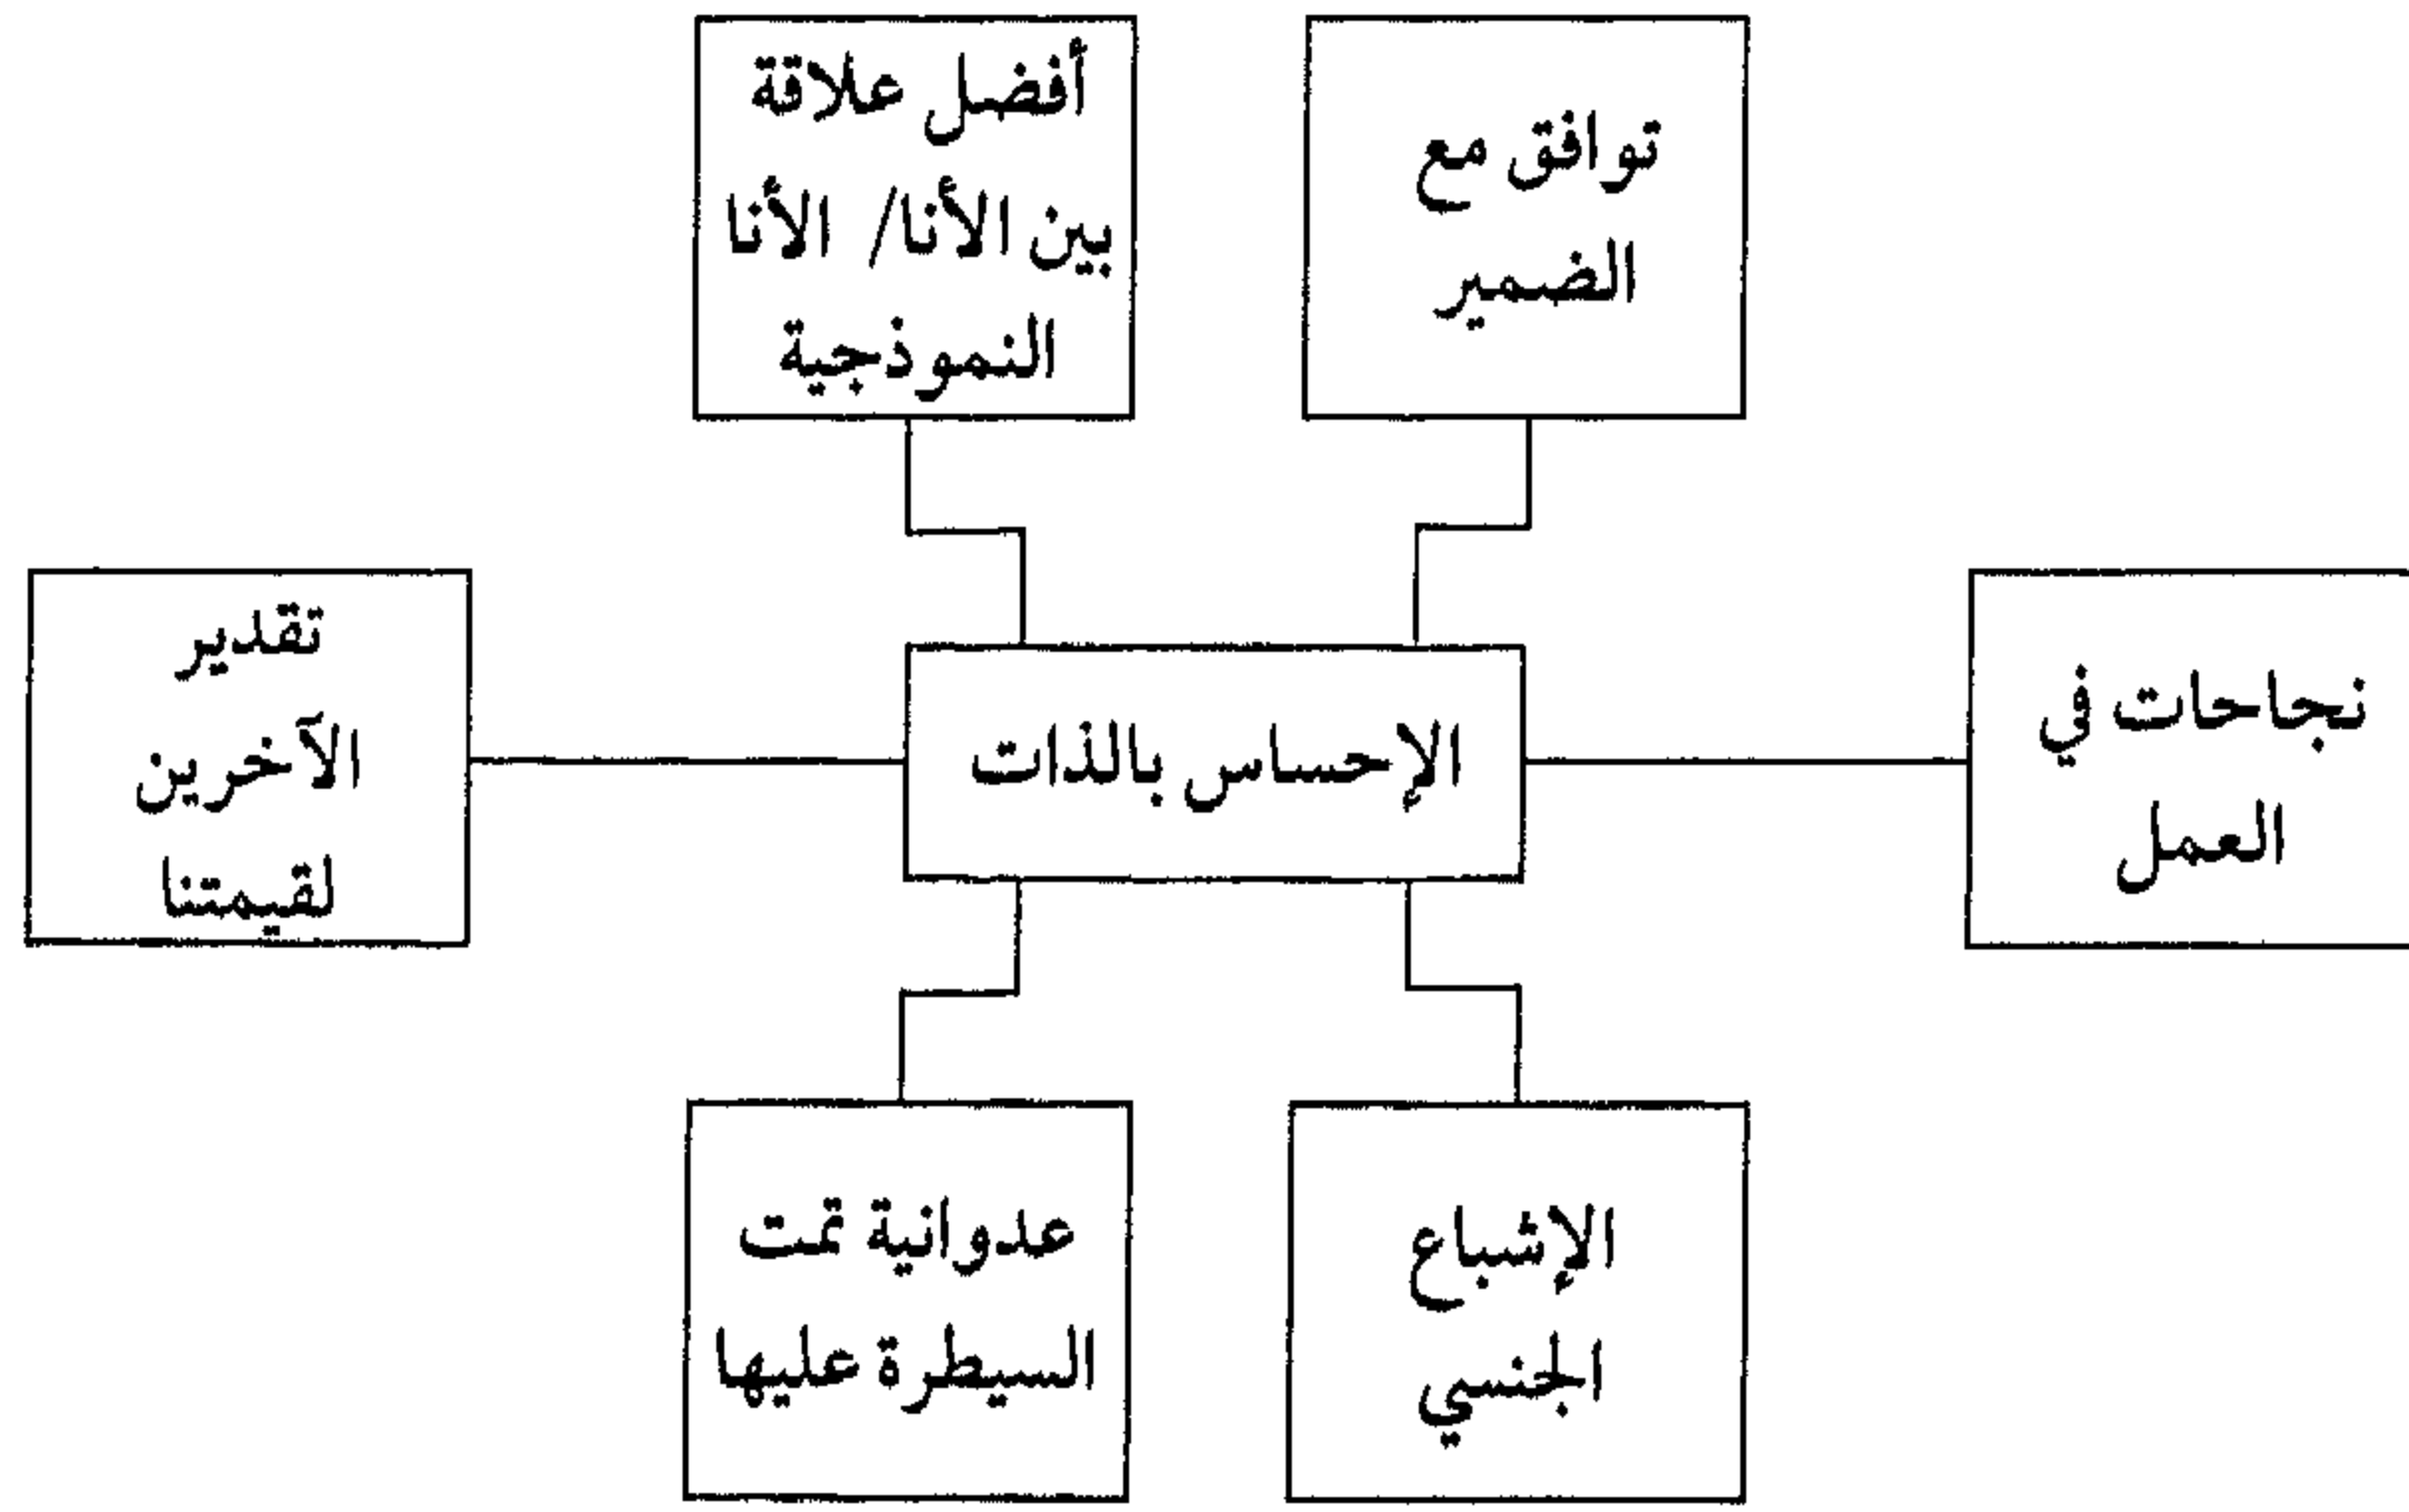 توافق مع
الضمير
أفضل علاقة
بين الأنا/ الأنا
النموذجية
نجاحات في
العمل
الإحساس بالذات
تقدير
الآخرين
لقيمتنا
الإشباع
الجنسي
عدوانية تمت
السيطرة عليها